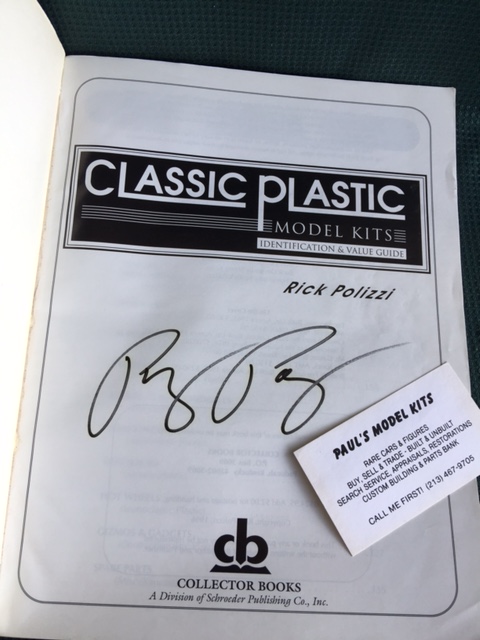 CLASSIC PLASTIC
MODEL KITS
IDENTIFICATION & VALUE GUIDE
Rick Polizzi
PAUL'S MODEL KITS
RARE CARS & FIGURES
BUY, SELL & TRADE - BUILT & UNBUILT
SEARCH SERVICE, APPRAISALS, RESTORATIONS
CUSTOM BUILDING & PARTS BANK
CALL ME FIRST! (213) 467-9705
cb
COLLECTOR BOOKS
A Division of Schroeder Publishing Co., Inc.